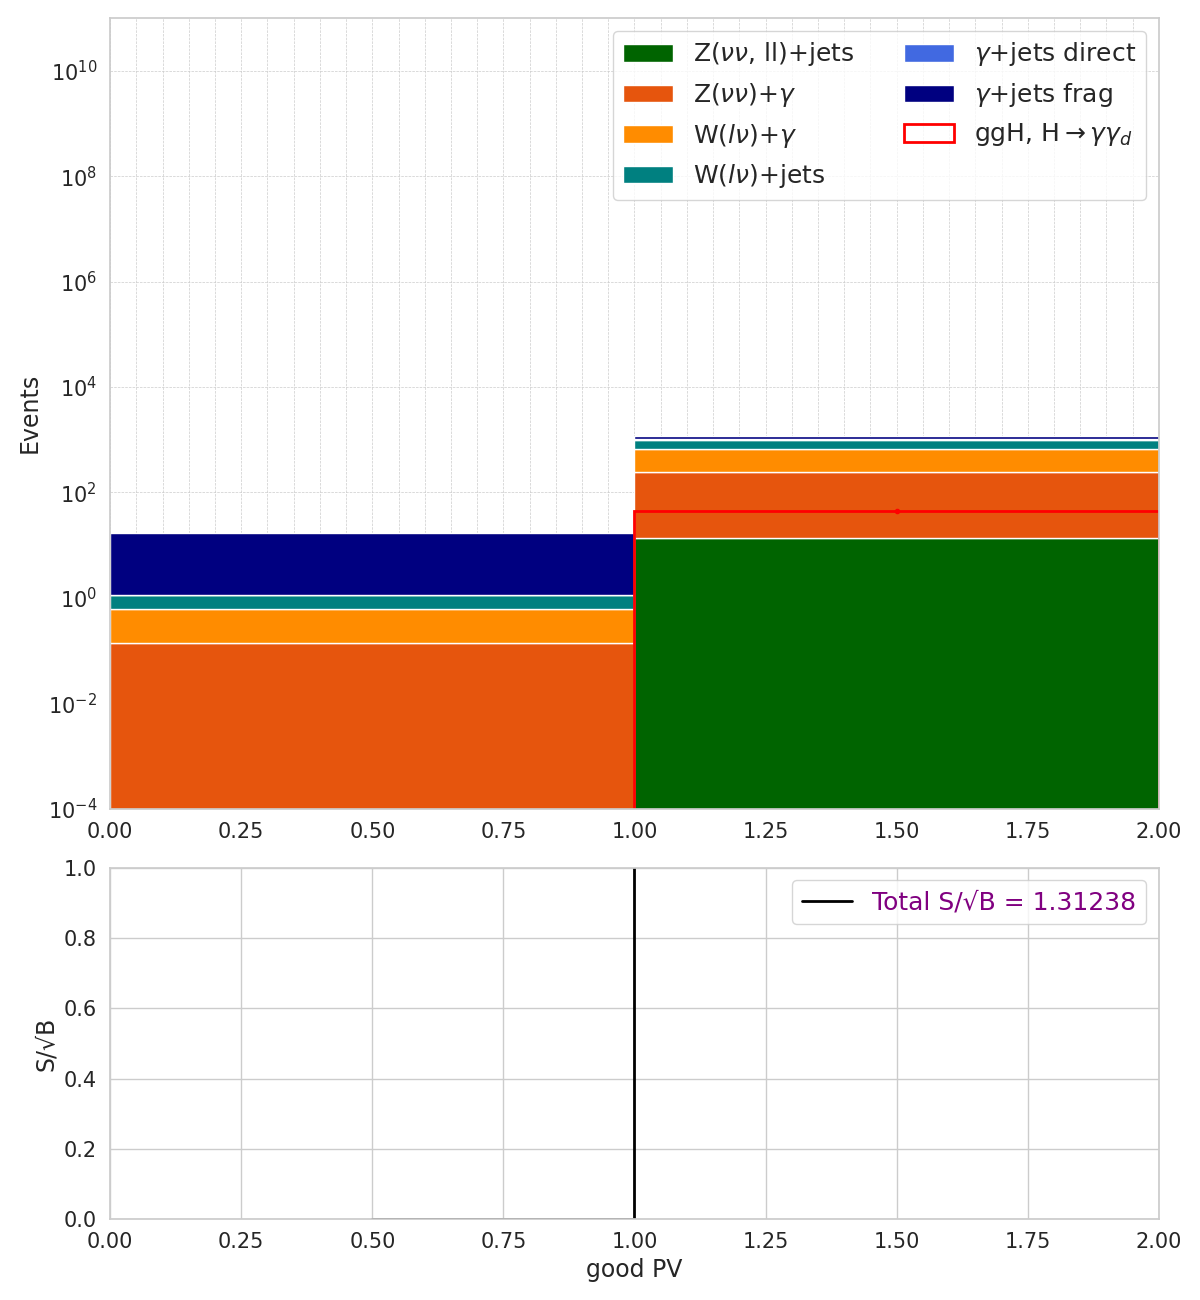 Z(νν, ll)+jets
Z(νν)+γ
W(lν)+γ
W(lν)+jets
γ+jets direct
γ+jets frag
ggH, H→γγ_d
10^10
10^8
10^6
10^4
10^2
10^0
10^−2
10^−4
Events
0.00 0.25 0.50 0.75 1.00 1.25 1.50 1.75 2.00
Total S/√B = 1.31238
1.0
0.8
0.6
0.4
0.2
0.0
S/√B
0.00 0.25 0.50 0.75 1.00 1.25 1.50 1.75 2.00
good PV